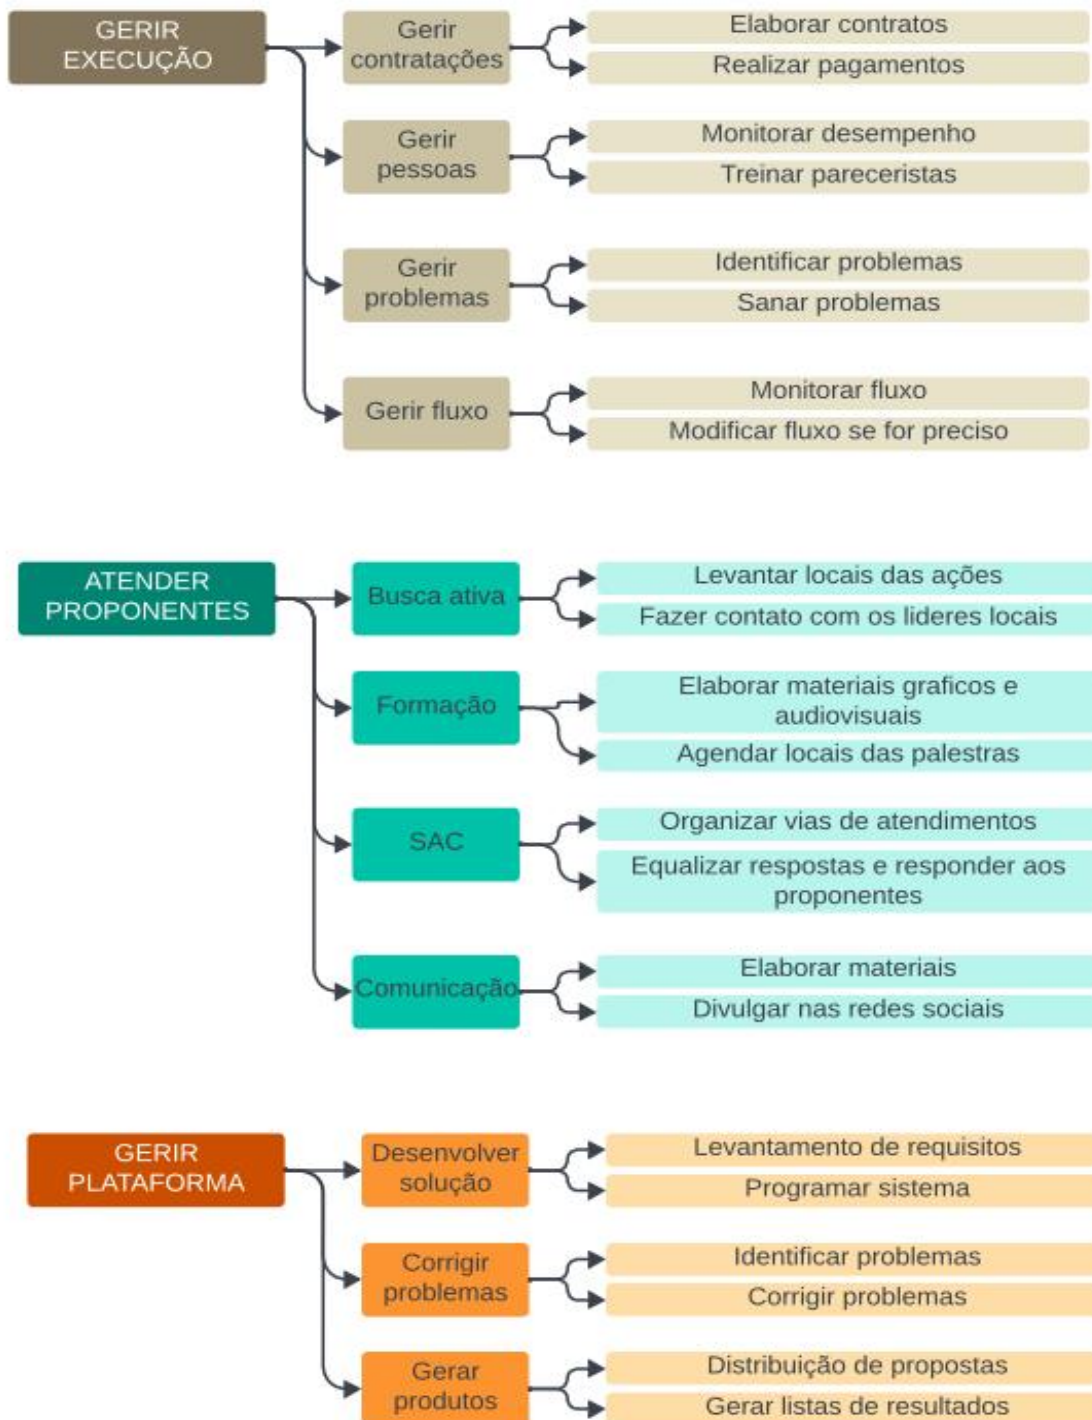 GERIR
EXECUÇÃO
Gerir
contratações
Elaborar contratos
Realizar pagamentos
Gerir
pessoas
Monitorar desempenho
Treinar pareceristas
Gerir
problemas
Identificar problemas
Sanar problemas
Gerir fluxo
Monitorar fluxo
Modificar fluxo se for preciso
ATENDER
PROPONENTES
Busca ativa
Levantar locais das ações
Fazer contato com os lideres locais
Formação
Elaborar materiais graficos e
audiovisuais
Agendar locais das palestras
SAC
Organizar vias de atendimentos
Equalizar respostas e responder aos
proponentes
Comunicação
Elaborar materiais
Divulgar nas redes sociais
GERIR
PLATAFORMA
Desenvolver
solução
Levantamento de requisitos
Programar sistema
Corrigir
problemas
Identificar problemas
Corrigir problemas
Gerar
produtos
Distribuição de propostas
Gerar listas de resultados